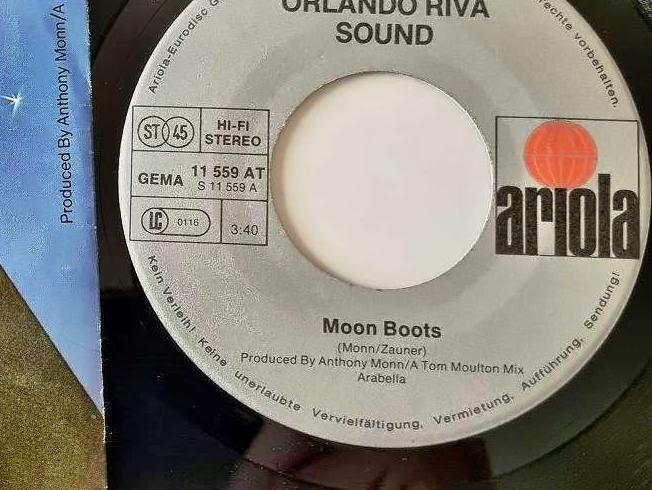 Produced By Anthony Monn/A
Ariola-Eurodisc G
rechte vorbehalten.
ORLANDO RIVA
SOUND
ST 45
HI-FI
STEREO
GEMA
11 559 AT
S 11 559 A
LC 0116
3:40
ariola
Moon Boots
(Monn/Zauner)
Produced By Anthony Monn/A Tom Moulton Mix
Arabella
Kein Verleih! Keine unerlaubte Vervielfältigung, Vermietung, Aufführung, Sendung!